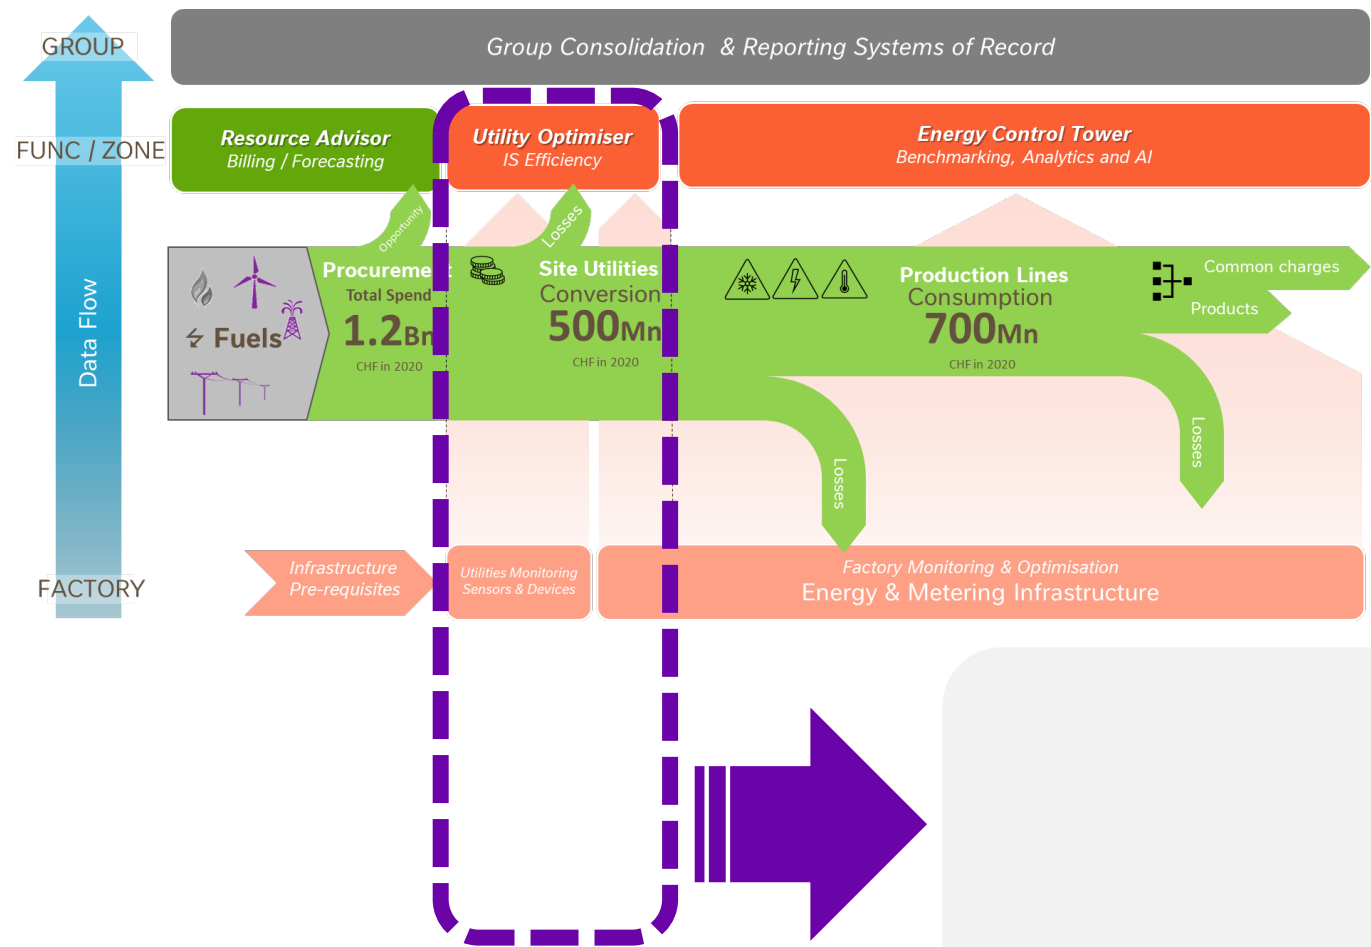 GROUP
Group Consolidation & Reporting Systems of Record
FUNC / ZONE
Resource Advisor
Billing / Forecasting
Utility Optimiser
IS Efficiency
Energy Control Tower
Benchmarking, Analytics and AI
Data Flow
Opportunity
Losses
Fuels
Procurement
Total Spend
1.2Bn
CHF in 2020
Site Utilities
Conversion
500Mn
CHF in 2020
Production Lines
Consumption
700Mn
CHF in 2020
Common charges
Products
Losses
Losses
FACTORY
Infrastructure
Pre-requisites
Utilities Monitoring
Sensors & Devices
Factory Monitoring & Optimisation
Energy & Metering Infrastructure